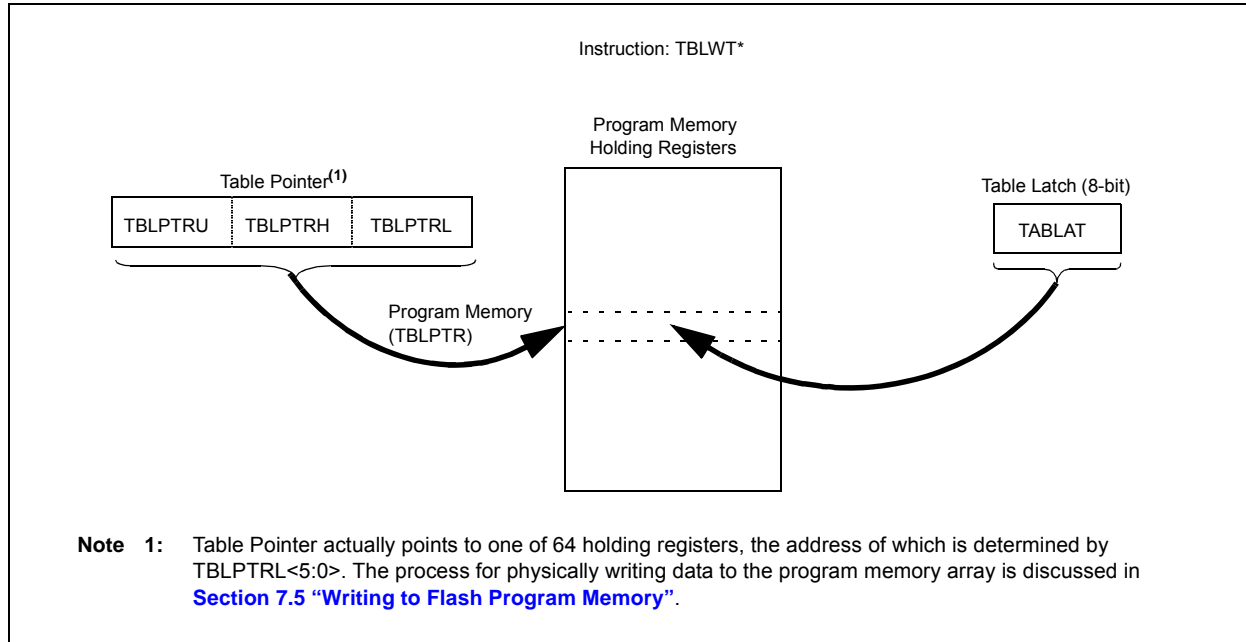 Instruction: TBLWT*
Program Memory
Holding Registers
Table Pointer(1)
Table Latch (8-bit)
TBLPTRU TBLPTRH TBLPTRL
TABLAT
Program Memory
(TBLPTR)
Note 1: Table Pointer actually points to one of 64 holding registers, the address of which is determined by
TBLPTRL<5:0>. The process for physically writing data to the program memory array is discussed in
Section 7.5 “Writing to Flash Program Memory”.